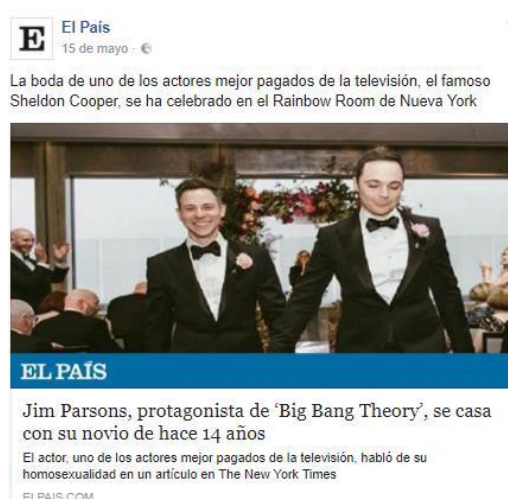 E
El País
15 de mayo ·
La boda de uno de los actores mejor pagados de la televisión, el famoso
Sheldon Cooper, se ha celebrado en el Rainbow Room de Nueva York
EL PAÍS
Jim Parsons, protagonista de ‘Big Bang Theory’, se casa
con su novio de hace 14 años
El actor, uno de los actores mejor pagados de la televisión, habló de su
homosexualidad en un artículo en The New York Times
ELPAIS.COM